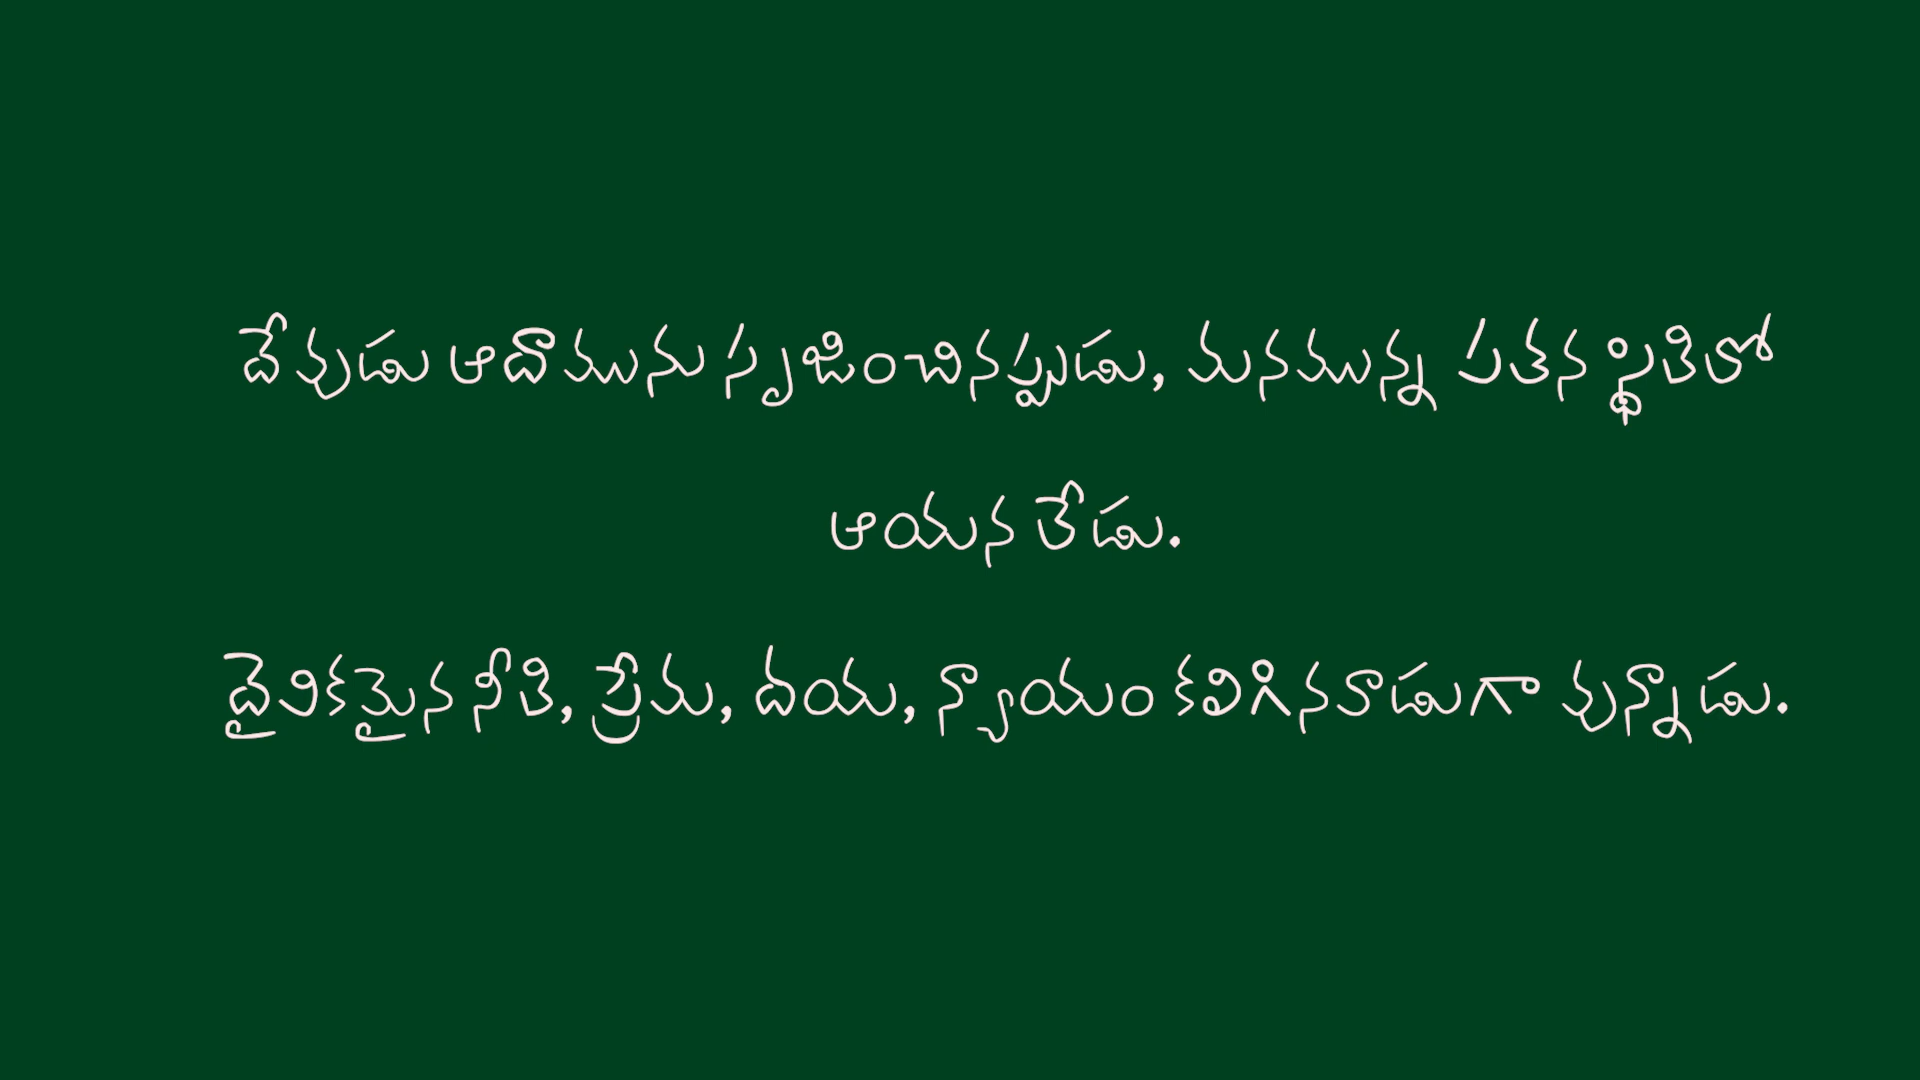 దేవుడు ఆదామును సృజించినప్పుడు, మనమున్న పతన స్థితిలో
ఆయన లేడు.
దైవికమైన నీతి, ప్రేమ, దయ, న్యాయం కలిగినవాడుగా వున్నాడు.